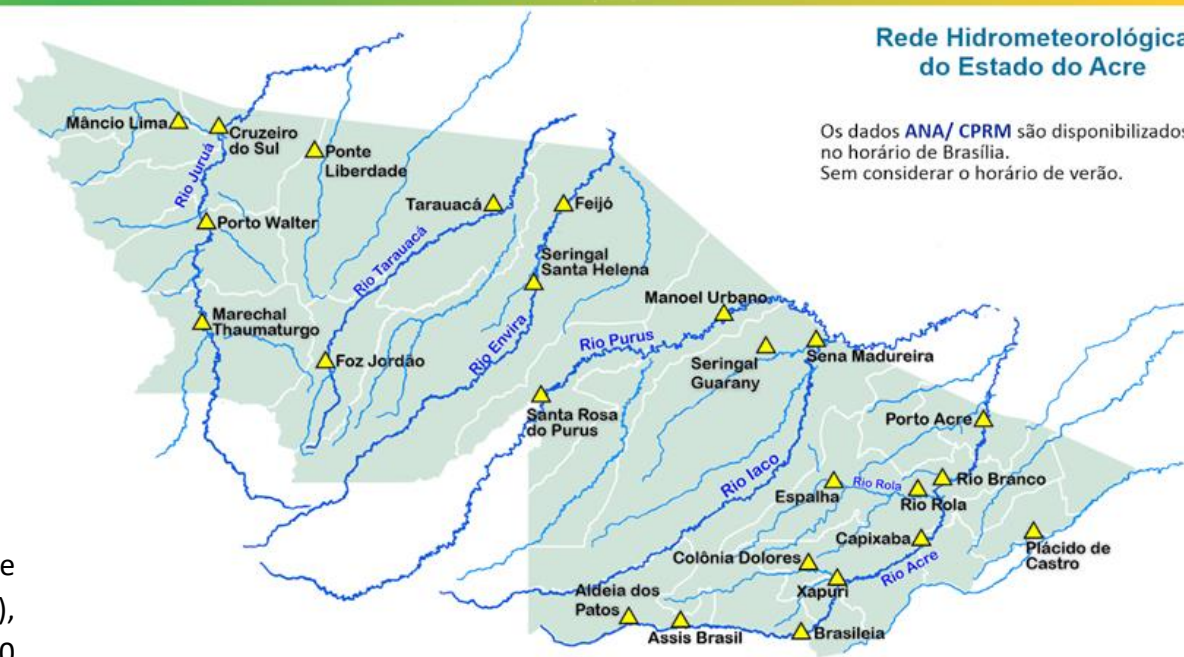 Rede Hidrometeorológica
do Estado do Acre
Os dados ANA/ CPRM são disponibilizados
no horário de Brasília.
Sem considerar o horário de verão.
Mâncio Lima
Cruzeiro
do Sul
Ponte
Liberdade
Rio Juruá
Porto Walter
Tarauacá
Feijó
Rio Tarauacá
Seringal
Santa Helena
Marechal
Thaumaturgo
Foz Jordão
Rio Envira
Manoel Urbano
Rio Purus
Seringal
Guarany
Sena Madureira
Santa Rosa
do Purus
Porto Acre
Rio Iaco
Espalha
Rio Rola
Rio Rola
Rio Branco
Capixaba
Plácido de
Castro
Colônia Dolores
Xapuri
Rio Acre
Aldeia dos
Patos
Assis Brasil
Brasileia
e
),
0